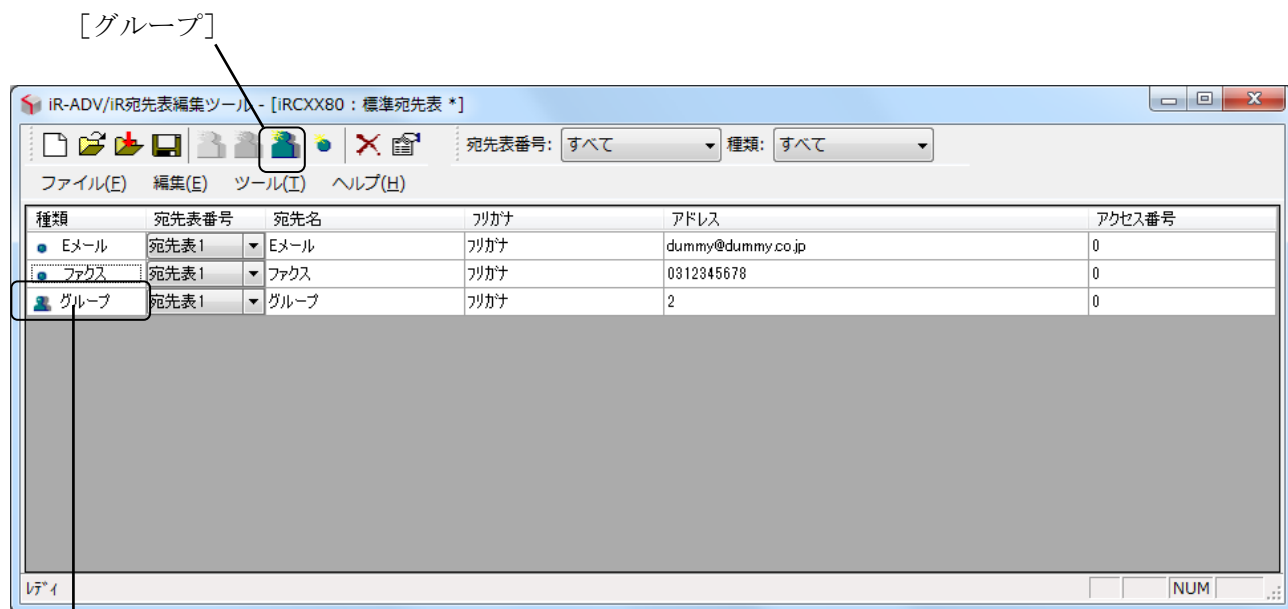 [グループ]
iR-ADV/iR宛先表編集ツール - [iRCXX80 : 標準宛先表 *]
宛先表番号: すべて 種類: すべて
ファイル(F) 編集(E) ツール(T) ヘルプ(H)
種類 宛先表番号 宛先名 フリガナ アドレス アクセス番号
Eメール 宛先表1 Eメール フリガナ dummy@dummy.co.jp 0
ファクス 宛先表1 ファクス フリガナ 0312345678 0
グループ 宛先表1 グループ フリガナ 2 0
レディ NUM